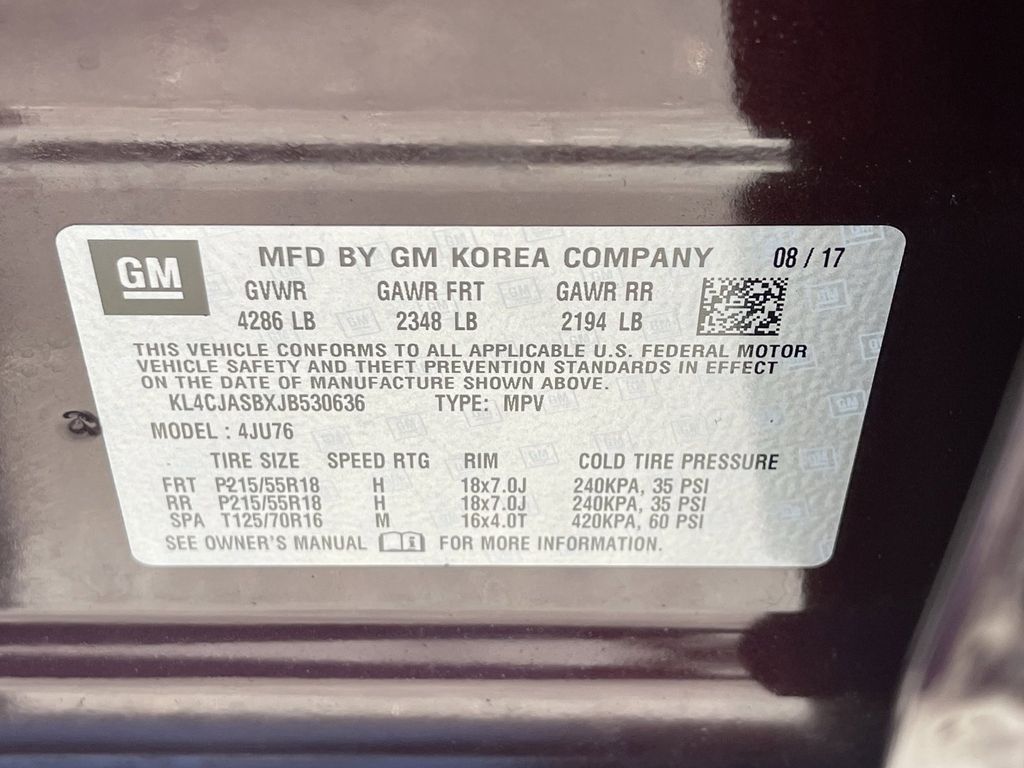 GM MFD BY GM KOREA COMPANY 08 / 17
GVWR GAWR FRT GAWR RR
4286 LB 2348 LB 2194 LB
THIS VEHICLE CONFORMS TO ALL APPLICABLE U.S. FEDERAL MOTOR
VEHICLE SAFETY AND THEFT PREVENTION STANDARDS IN EFFECT
ON THE DATE OF MANUFACTURE SHOWN ABOVE.
KL4CJASBXJB530636 TYPE: MPV
MODEL : 4JU76
TIRE SIZE SPEED RTG RIM COLD TIRE PRESSURE
FRT P215/55R18 H 18x7.0J 240KPA, 35 PSI
RR P215/55R18 H 18x7.0J 240KPA, 35 PSI
SPA T125/70R16 M 16x4.0T 420KPA, 60 PSI
SEE OWNER'S MANUAL FOR MORE INFORMATION.